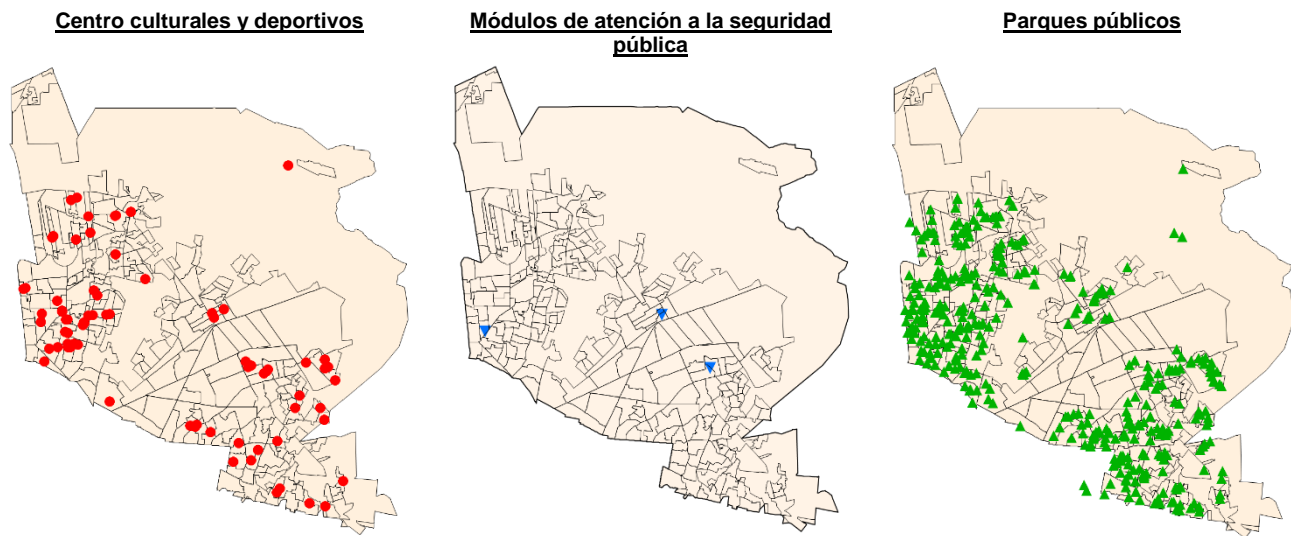 Centro culturales y deportivos
Módulos de atención a la seguridad
pública
Parques públicos